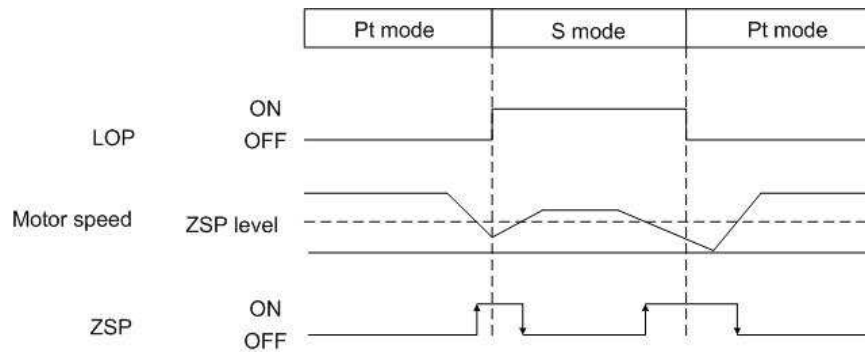 Pt mode S mode Pt mode
ON
LOP OFF
Motor speed ZSP level
ON
ZSP OFF